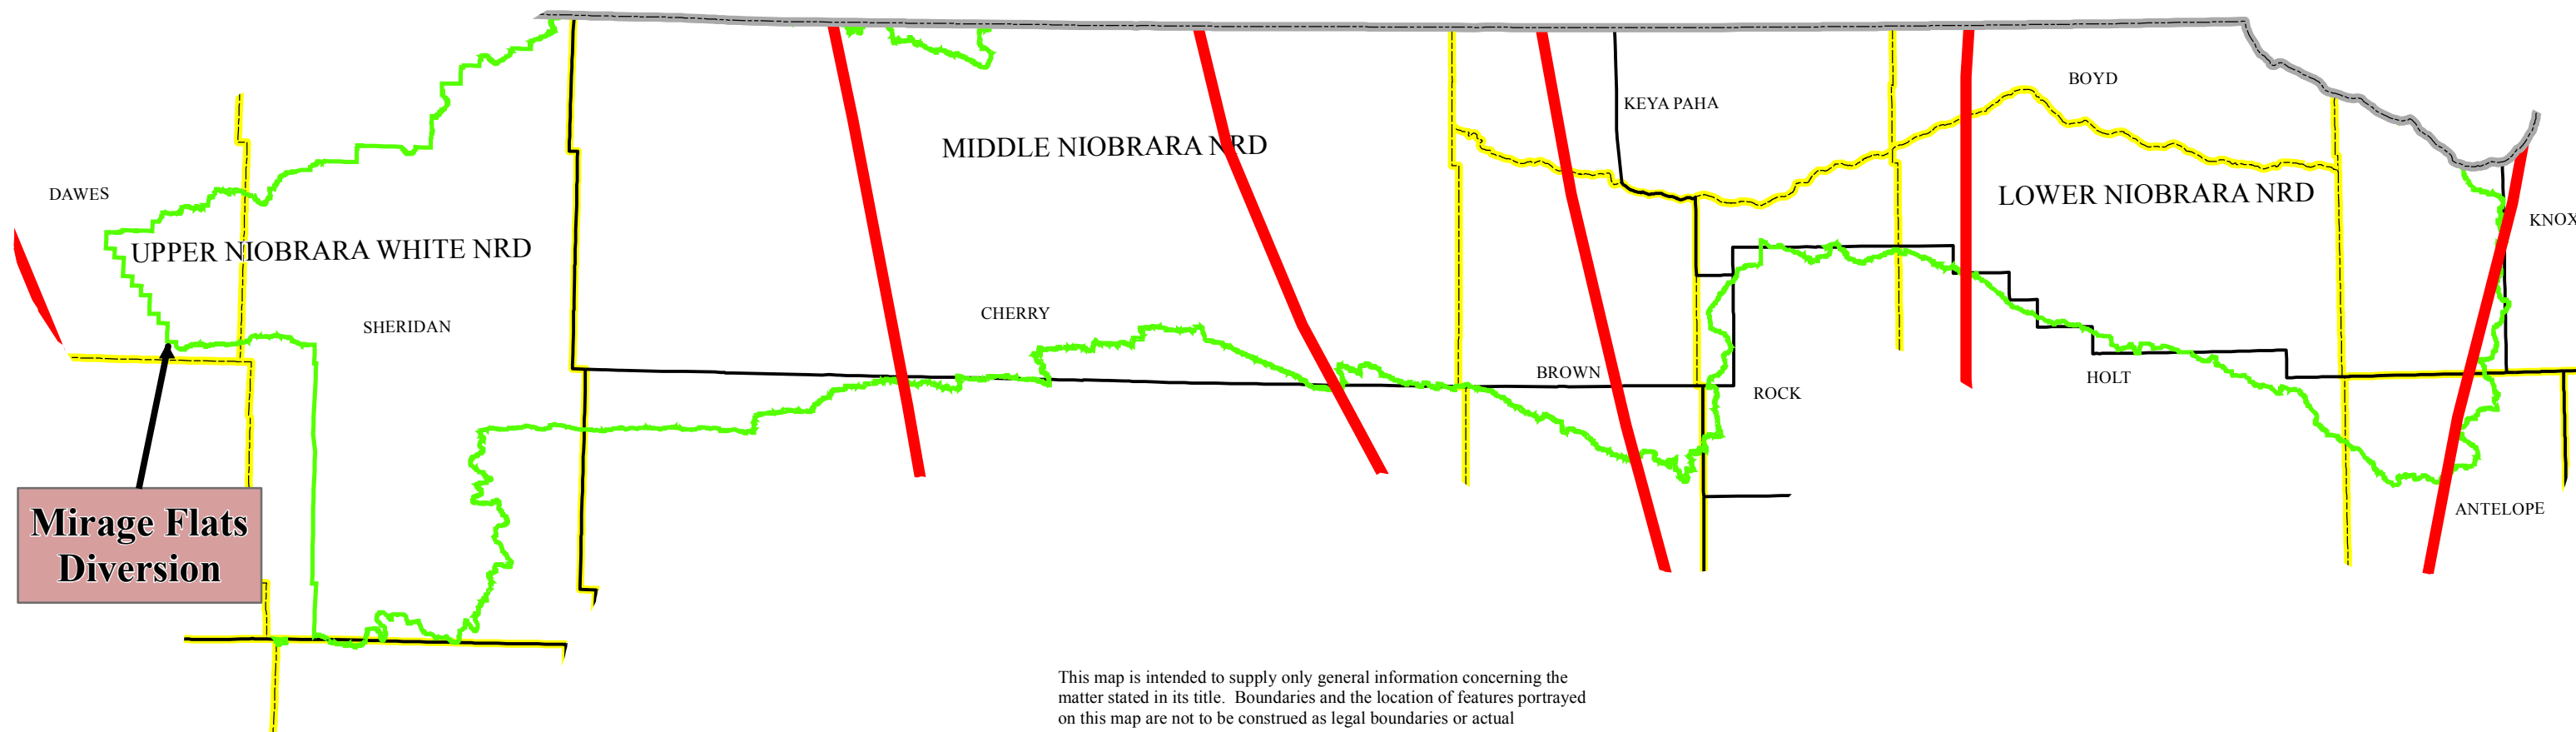 BOYD
KEYA PAHA
MIDDLE NIOBRARA NRD
DAWES
LOWER NIOBRARA NRD
KNOX
UPPER NIOBRARA WHITE NRD
CHERRY
SHERIDAN
BROWN
HOLT
ROCK
ANTELOPE
Mirage Flats
Diversion
This map is intended to supply only general information concerning the
matter stated in its title.  Boundaries and the location of features portrayed
on this map are not to be construed as legal boundaries or actual